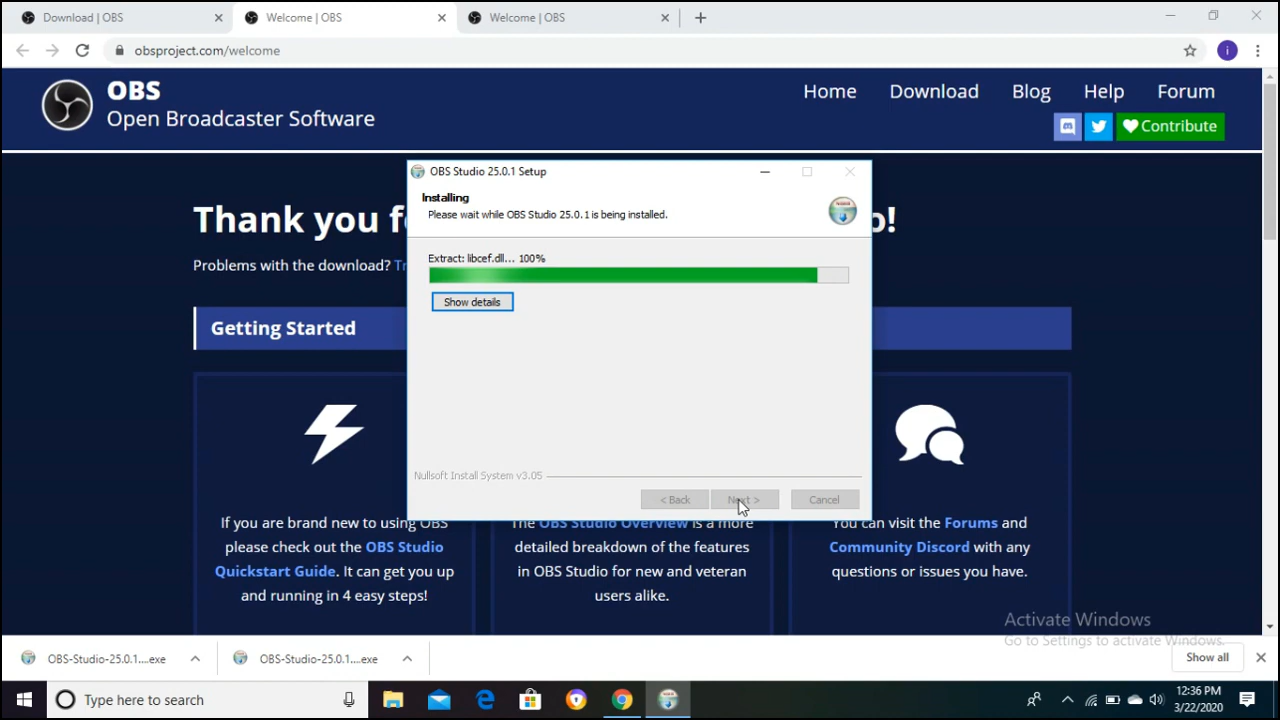 Download | OBS
Welcome | OBS
Welcome | OBS
obsproject.com/welcome
i
OBS
Open Broadcaster Software
Home
Download
Blog
Help
Forum
Contribute
Thank you f
o!
Problems with the download? Tr
OBS Studio 25.0.1 Setup
Installing
Please wait while OBS Studio 25.0.1 is being installed.
Extract: libcef.dll... 100%
Show details
Nullsoft Install System v3.05
< Back
Next >
Cancel
Getting Started
If you are brand new to using OBS
please check out the OBS Studio
Quickstart Guide. It can get you up
and running in 4 easy steps!
The OBS Studio Overview is a more
detailed breakdown of the features
in OBS Studio for new and veteran
users alike.
You can visit the Forums and
Community Discord with any
questions or issues you have.
Activate Windows
Go to Settings to activate Windows.
OBS-Studio-25.0.1....exe
OBS-Studio-25.0.1....exe
Show all
Type here to search
12:36 PM
3/22/2020